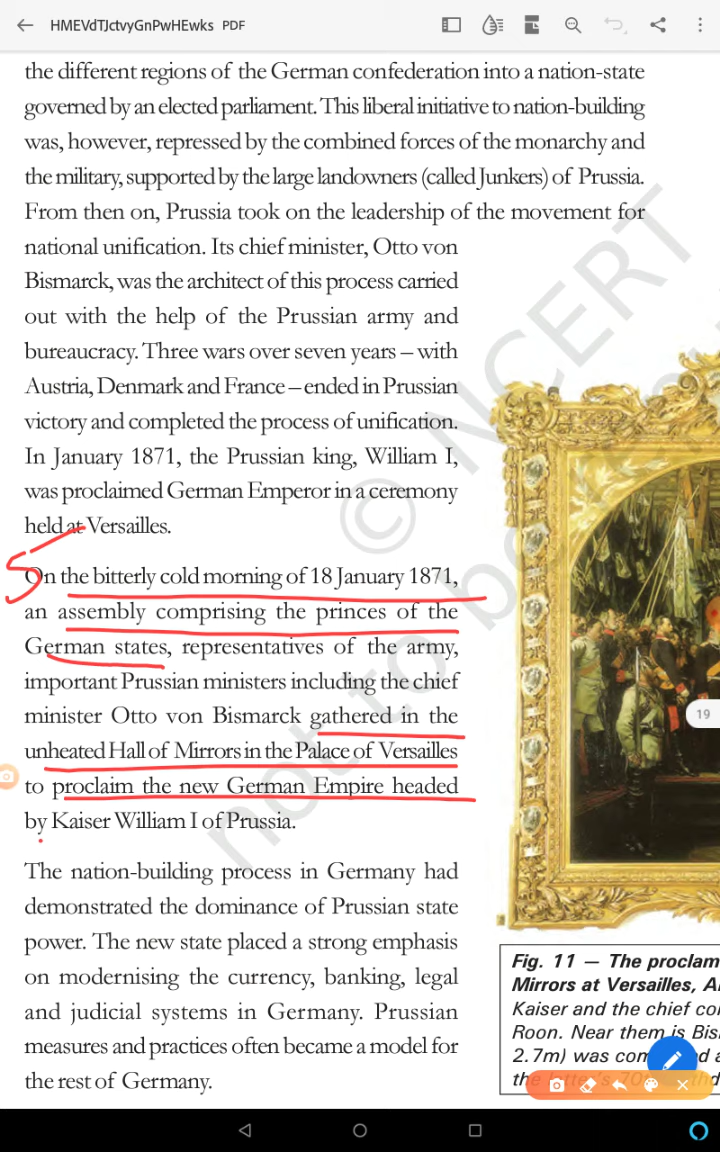 HMEVdTJctvyGnPwHEwks PDF
the different regions of the German confederation into a nation-state
governed by an elected parliament. This liberal initiative to nation-building
was, however, repressed by the combined forces of the monarchy and
the military, supported by the large landowners (called Junkers) of Prussia.
From then on, Prussia took on the leadership of the movement for
national unification. Its chief minister, Otto von
Bismarck, was the architect of this process carried
out with the help of the Prussian army and
bureaucracy. Three wars over seven years – with
Austria, Denmark and France – ended in Prussian
victory and completed the process of unification.
In January 1871, the Prussian king, William I,
was proclaimed German Emperor in a ceremony
held at Versailles.
5
On the bitterly cold morning of 18 January 1871,
an assembly comprising the princes of the
German states, representatives of the army,
important Prussian ministers including the chief
minister Otto von Bismarck gathered in the
unheated Hall of Mirrors in the Palace of Versailles
to proclaim the new German Empire headed
by Kaiser William I of Prussia.
The nation-building process in Germany had
demonstrated the dominance of Prussian state
power. The new state placed a strong emphasis
on modernising the currency, banking, legal
and judicial systems in Germany. Prussian
measures and practices often became a model for
the rest of Germany.
19
Fig. 11 — The proclam
Mirrors at Versailles, A
Kaiser and the chief co
Roon. Near them is Bis
2.7m) was com
the latter's 70th
© NCERT
not to be